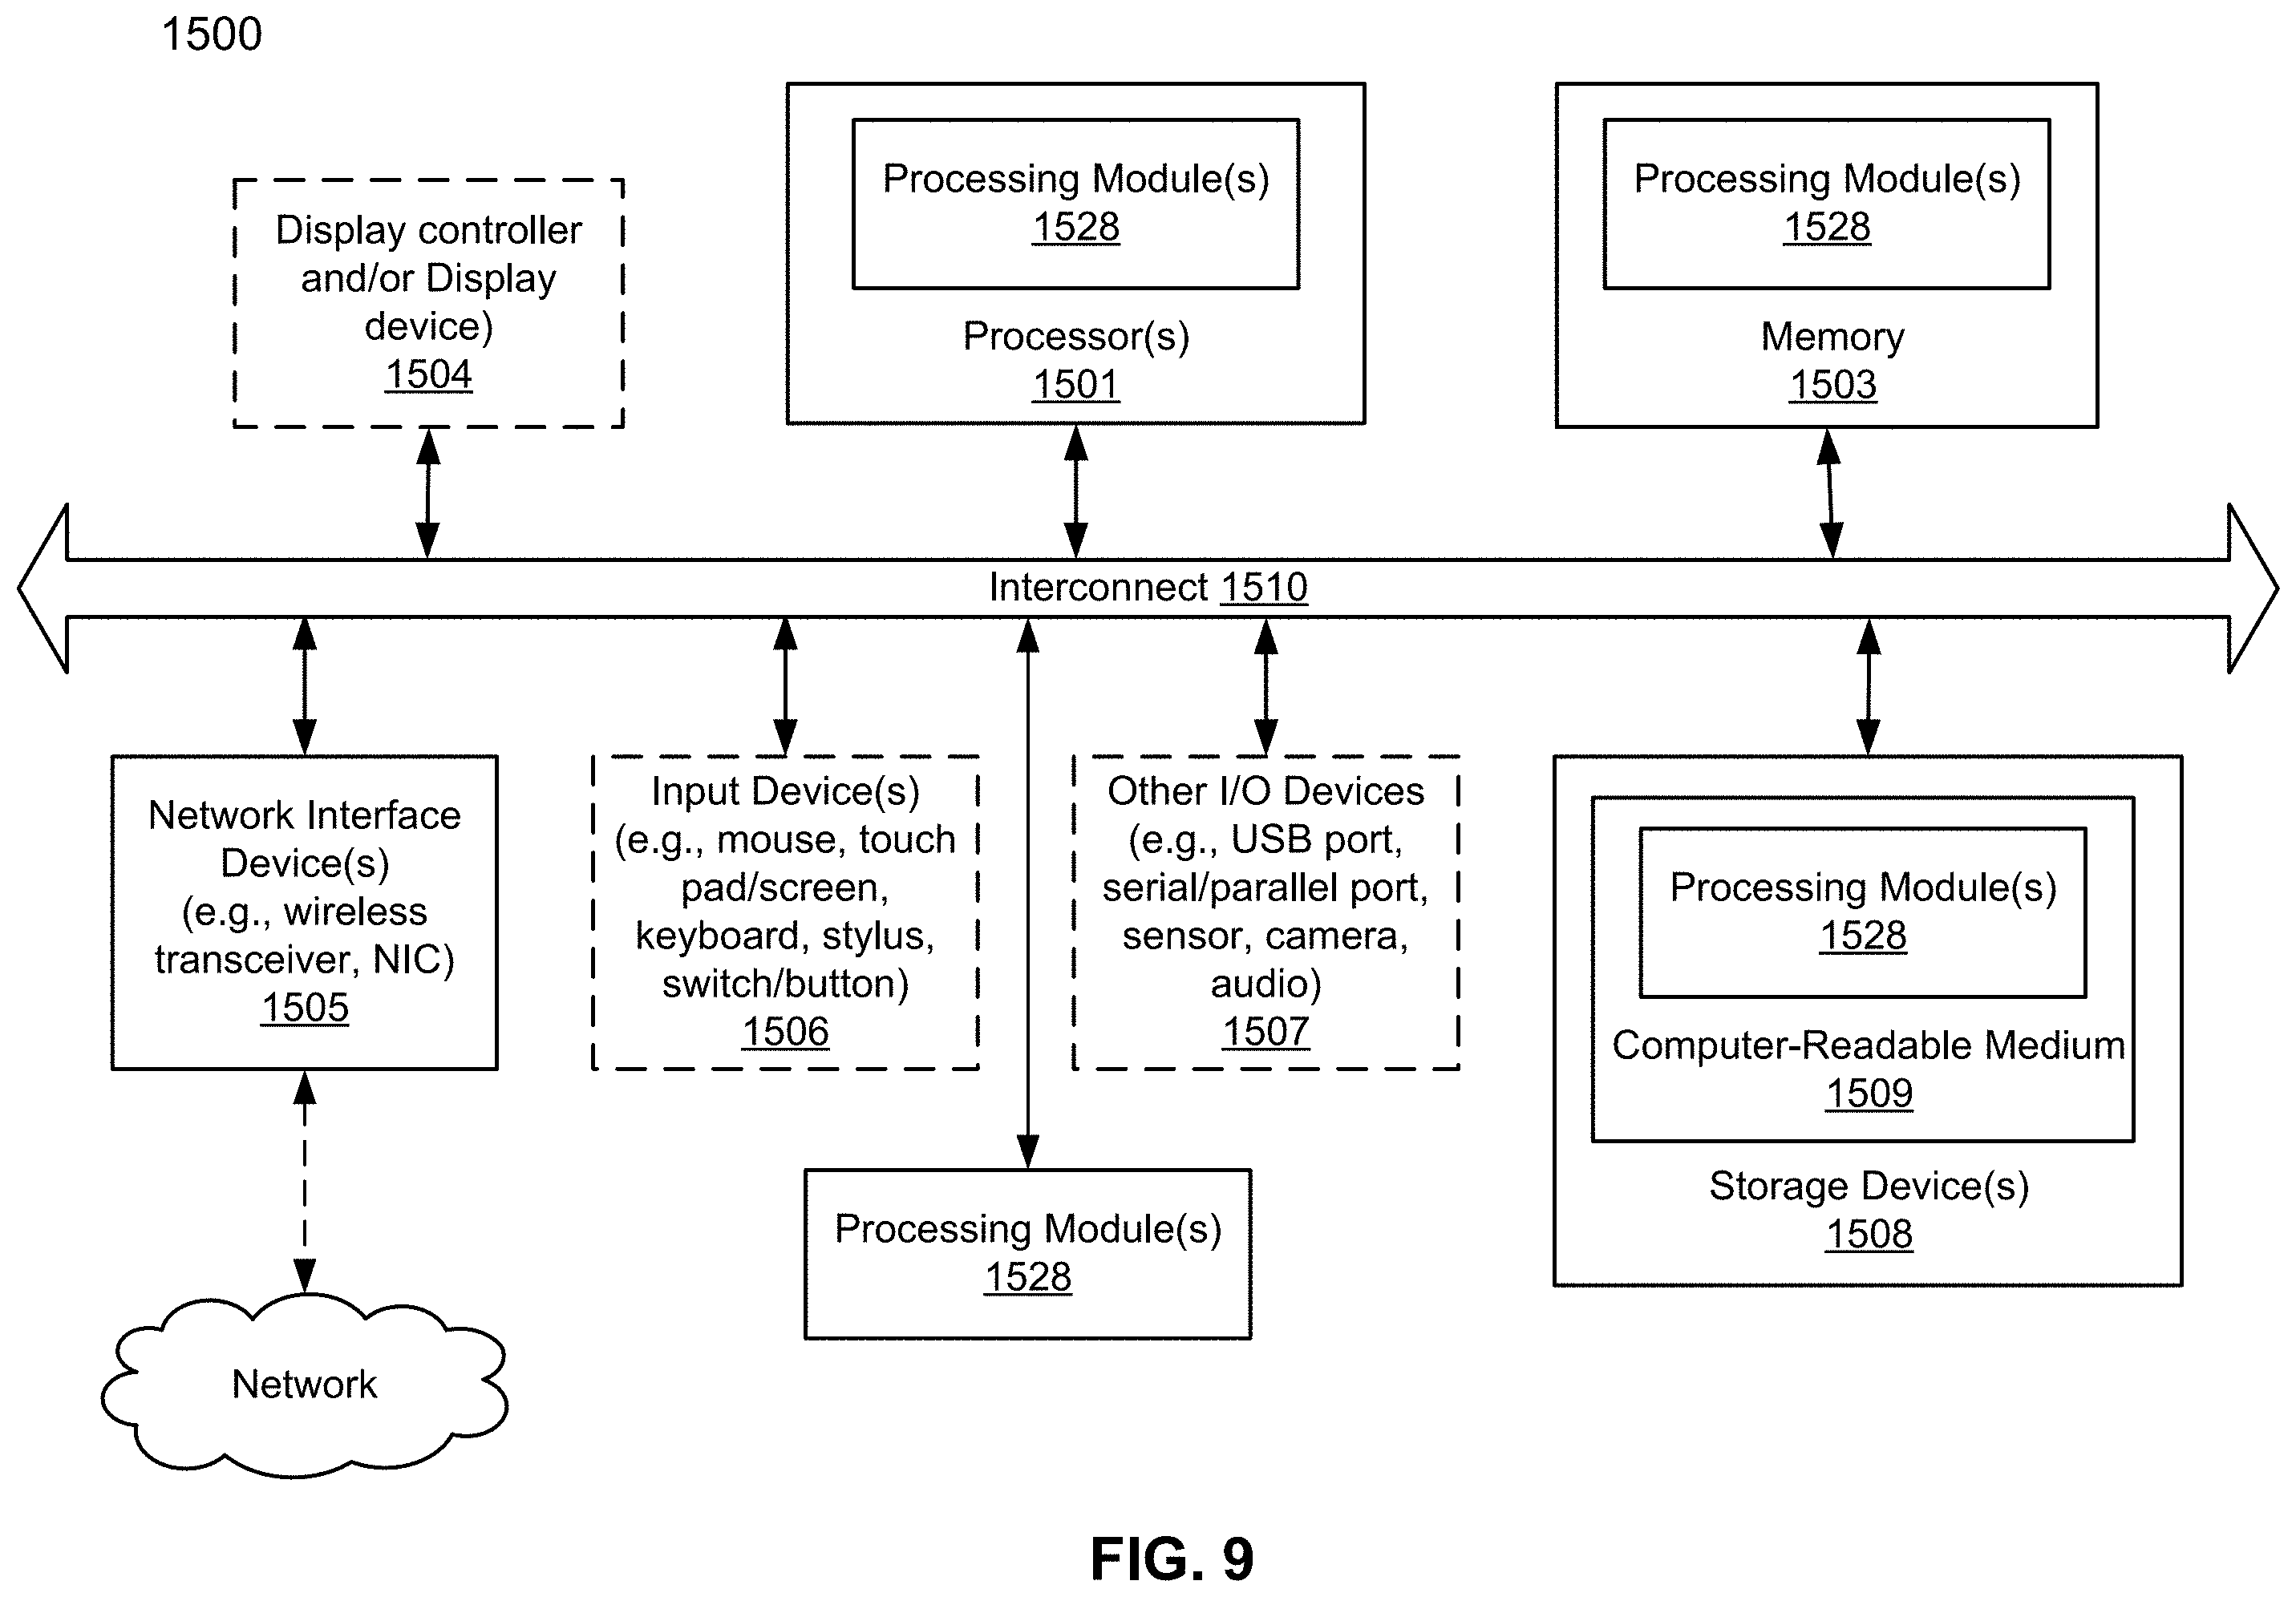 1500
Display controller
and/or Display
device)
1504
Processing Module(s)
1528
Processor(s)
1501
Processing Module(s)
1528
Memory
1503
Interconnect 1510
Network Interface
Device(s)
(e.g., wireless
transceiver, NIC)
1505
Input Device(s)
(e.g., mouse, touch
pad/screen,
keyboard, stylus,
switch/button)
1506
Other I/O Devices
(e.g., USB port,
serial/parallel port,
sensor, camera,
audio)
1507
Processing Module(s)
1528
Computer-Readable Medium
1509
Storage Device(s)
1508
Processing Module(s)
1528
Network
FIG. 9